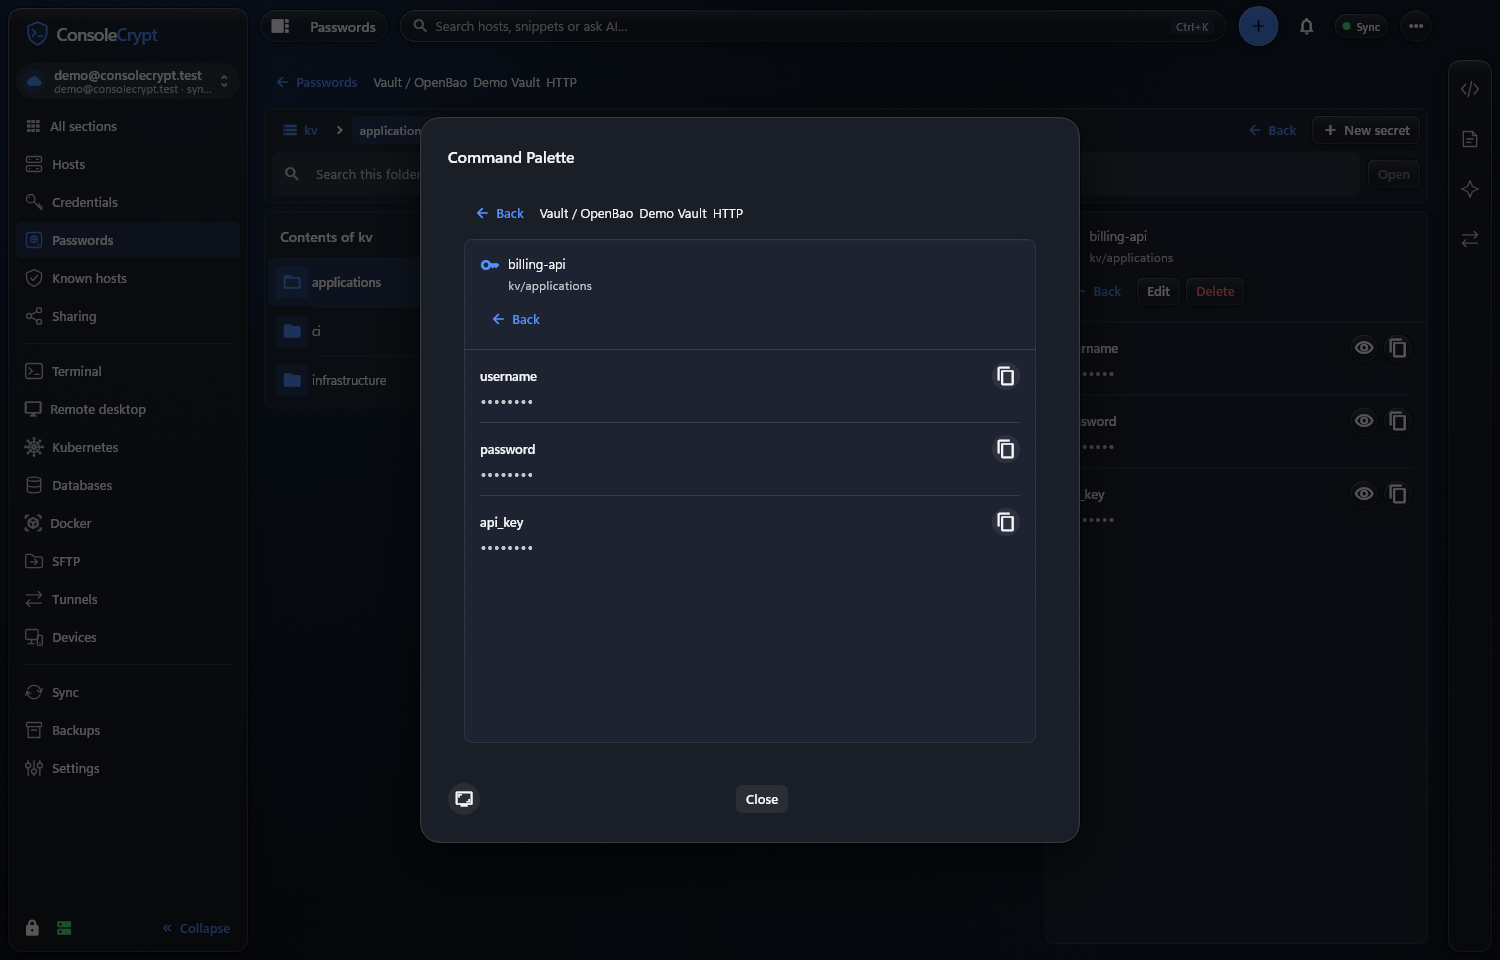 ConsoleCrypt
demo@consolecrypt.test
demo@consolecrypt.test · syn...
All sections
Hosts
Credentials
Passwords
Known hosts
Sharing
Terminal
Remote desktop
Kubernetes
Databases
Docker
SFTP
Tunnels
Devices
Sync
Backups
Settings
Collapse
Passwords
Search hosts, snippets or ask AI...
Ctrl+K
Sync
Passwords Vault / OpenBao Demo Vault HTTP
kv
application
Back
New secret
Search this folder
Open
Contents of kv
applications
ci
infrastructure
billing-api
kv/applications
Back
Edit
Delete
rname
•••••
sword
•••••
_key
•••••
Command Palette
Back Vault / OpenBao Demo Vault HTTP
billing-api
kv/applications
Back
username
••••••••
password
••••••••
api_key
••••••••
Close